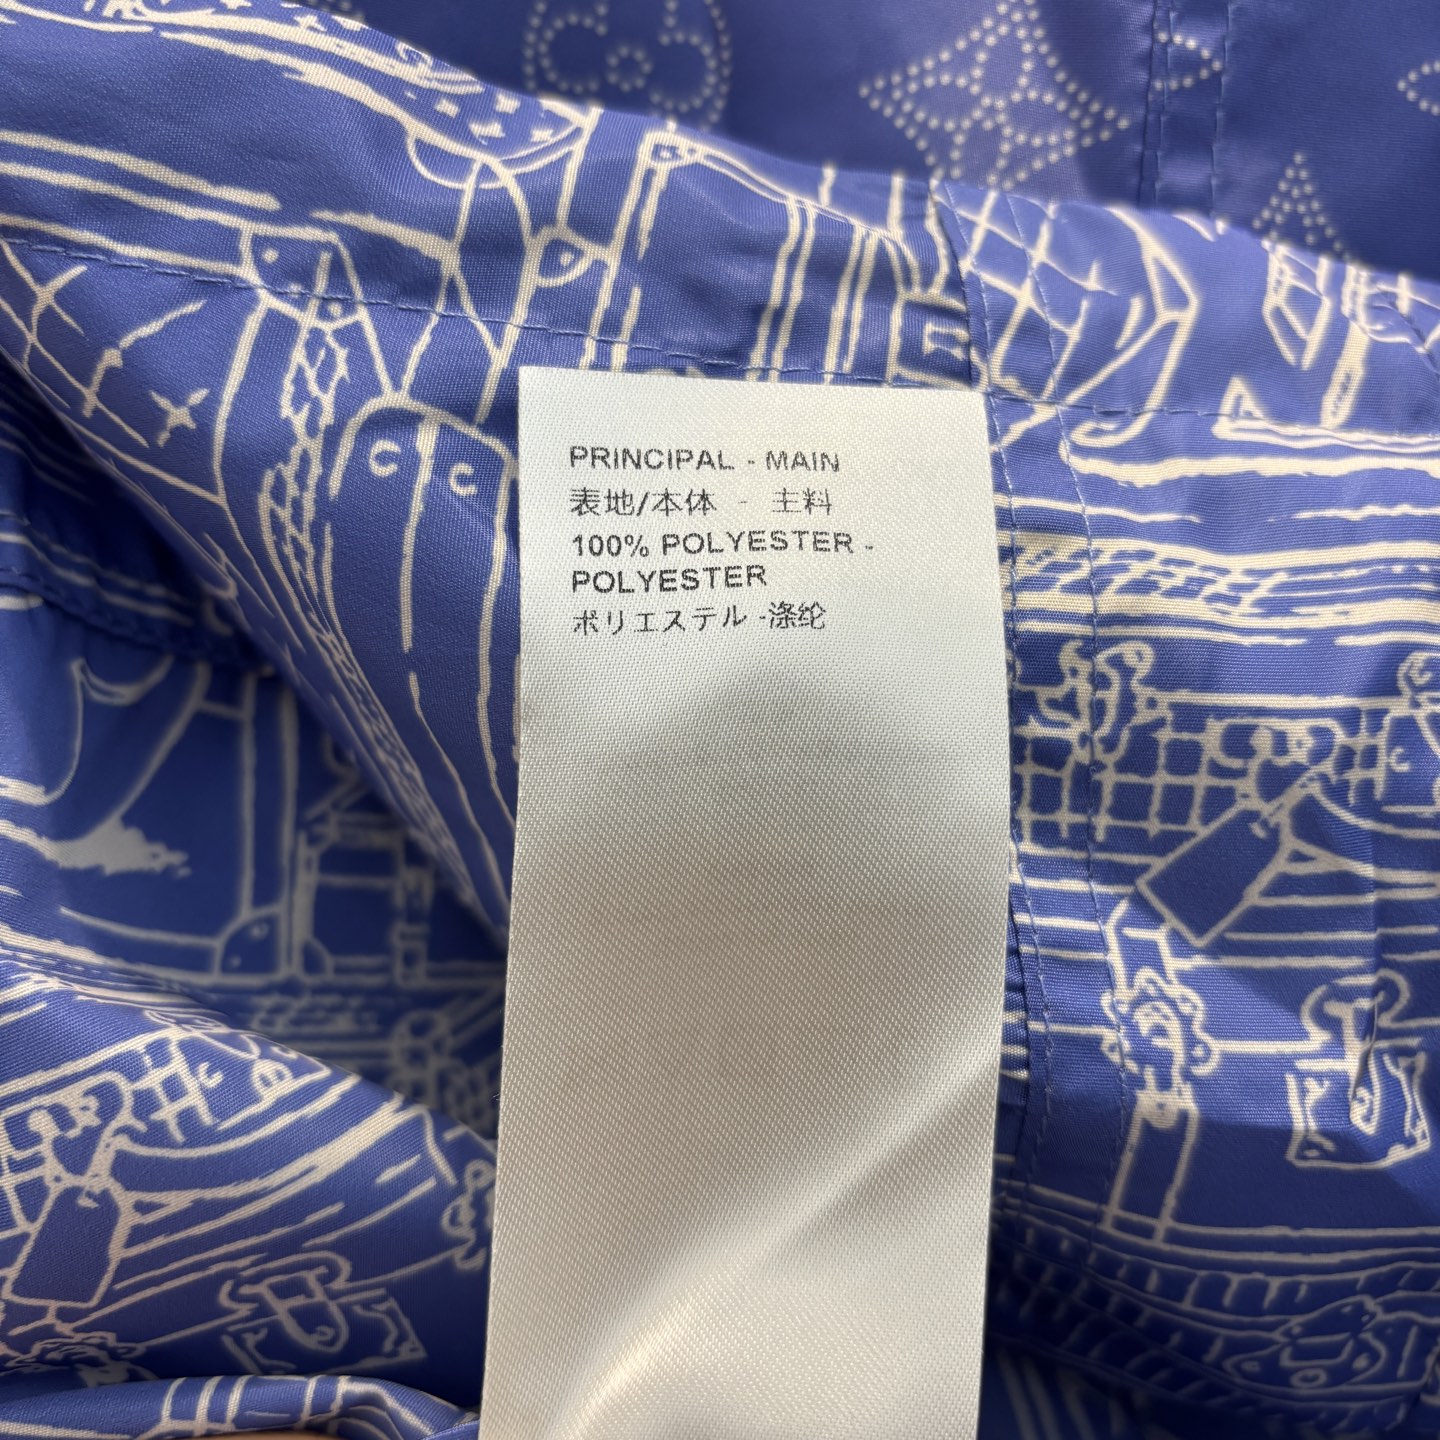 PRINCIPAL - MAIN
表地/本体 - 主料
100% POLYESTER -
POLYESTER
ポリエステル -涤纶